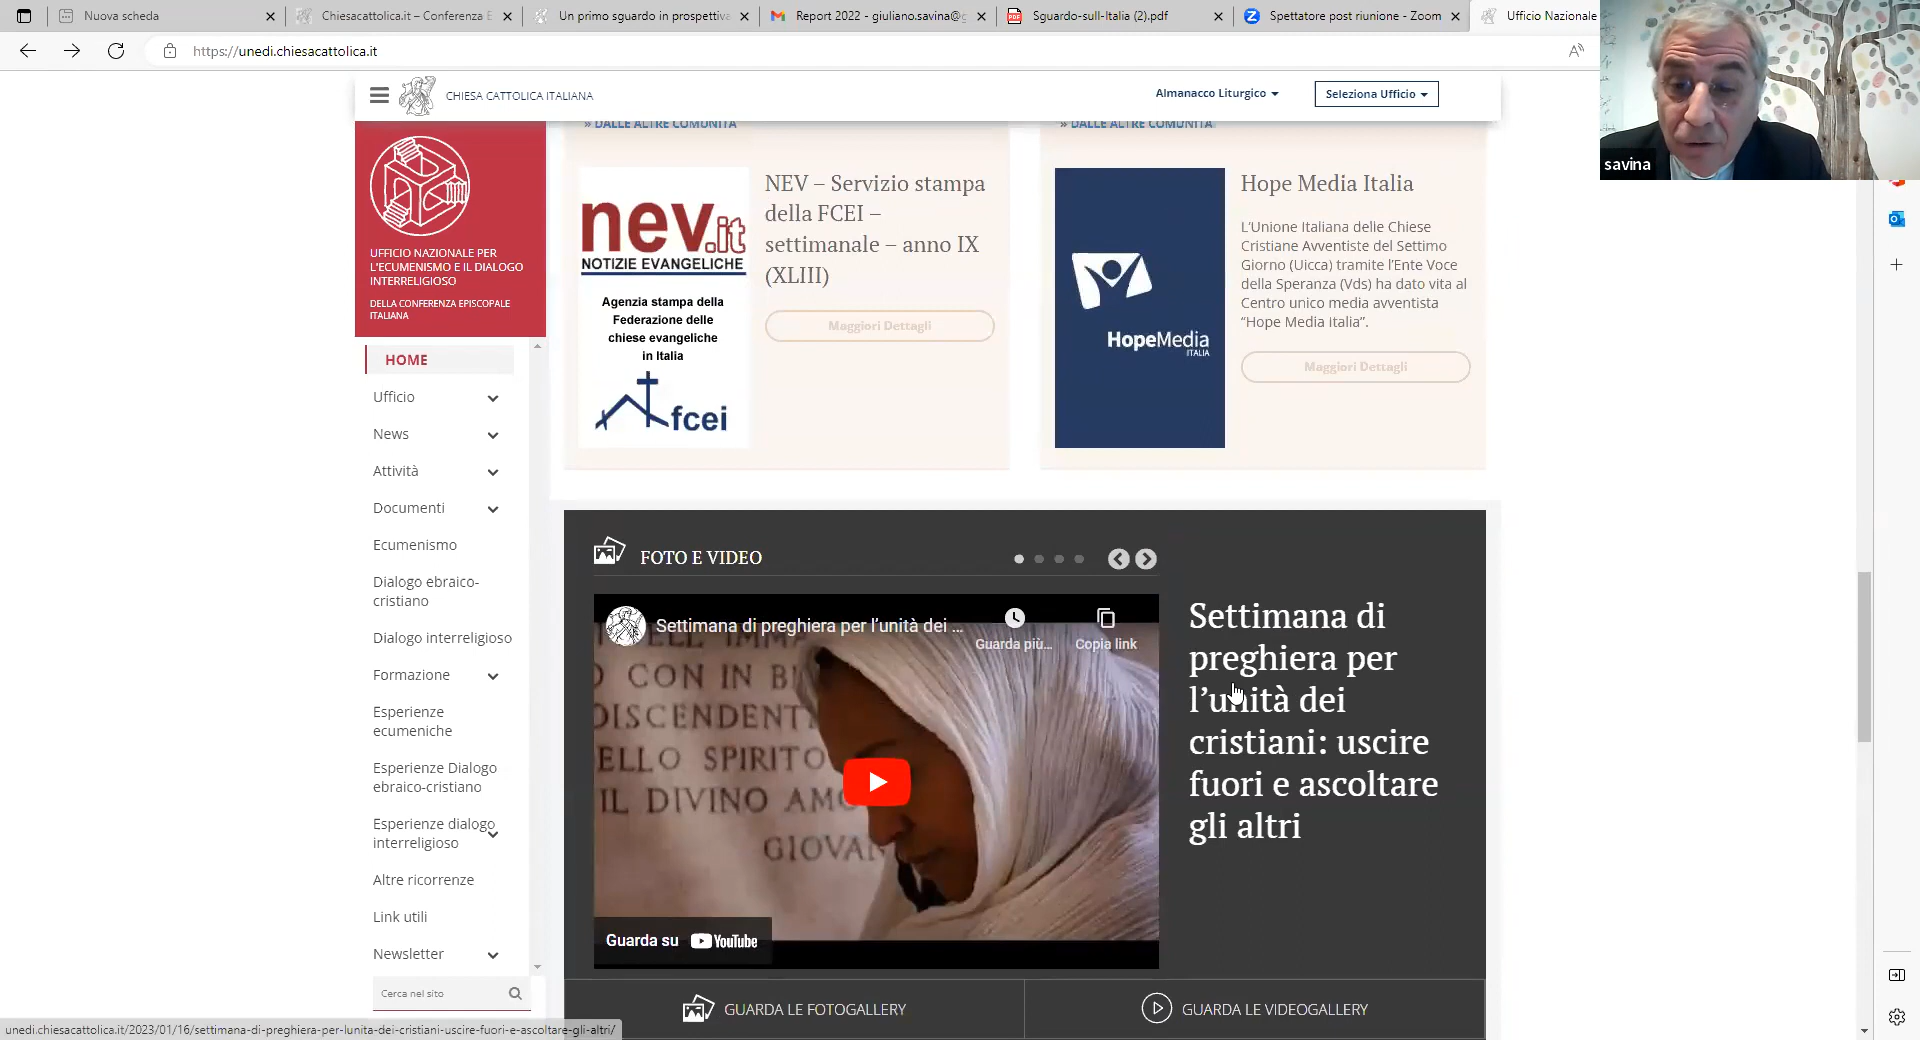 Nuova scheda
Chiesacattolica.it – Conferenza E
Un primo sguardo in prospettiva
Report 2022 - giuliano.savina@g
Sguardo-sull-Italia (2).pdf
Spettatore post riunione - Zoom
Ufficio Nazionale
https://unedi.chiesacattolica.it
savina
CHIESA CATTOLICA ITALIANA
Almanacco Liturgico
Seleziona Ufficio
UFFICIO NAZIONALE PER
L'ECUMENISMO E IL DIALOGO
INTERRELIGIOSO
DELLA CONFERENZA EPISCOPALE
ITALIANA
HOME
Ufficio
News
Attività
Documenti
Ecumenismo
Dialogo ebraico-
cristiano
Dialogo interreligioso
Formazione
Esperienze
ecumeniche
Esperienze Dialogo
ebraico-cristiano
Esperienze dialogo
interreligioso
Altre ricorrenze
Link utili
Newsletter
Cerca nel sito
» DALLE ALTRE COMUNITÀ
nev.it
NOTIZIE EVANGELICHE
Agenzia stampa della
Federazione delle
chiese evangeliche
in Italia
fcei
NEV – Servizio stampa
della FCEI –
settimanale – anno IX
(XLIII)
Maggiori Dettagli
» DALLE ALTRE COMUNITÀ
HopeMedia
ITALIA
Hope Media Italia
L’Unione Italiana delle Chiese
Cristiane Avventiste del Settimo
Giorno (Uicca) tramite l’Ente Voce
della Speranza (Vds) ha dato vita al
Centro unico media avventista
“Hope Media italia”.
Maggiori Dettagli
FOTO E VIDEO
Settimana di preghiera per l’unità dei ...
Guarda più...
Copia link
CON IN
DISCENDENT
ELLO SPIRITO
IL DIVINO AMO
GIOVAN
Guarda su YouTube
Settimana di
preghiera per
l’unità dei
cristiani: uscire
fuori e ascoltare
gli altri
GUARDA LE FOTOGALLERY
GUARDA LE VIDEOGALLERY
unedi.chiesacattolica.it/2023/01/16/settimana-di-preghiera-per-lunita-dei-cristiani-uscire-fuori-e-ascoltare-gli-altri/